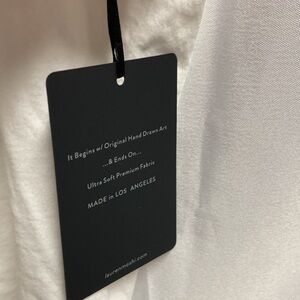 It Begins w/ Original Hand Drawn Art
...& Ends On...
Ultra Soft Premium Fabric
MADE in LOS ANGELES
laurenmoshi.com